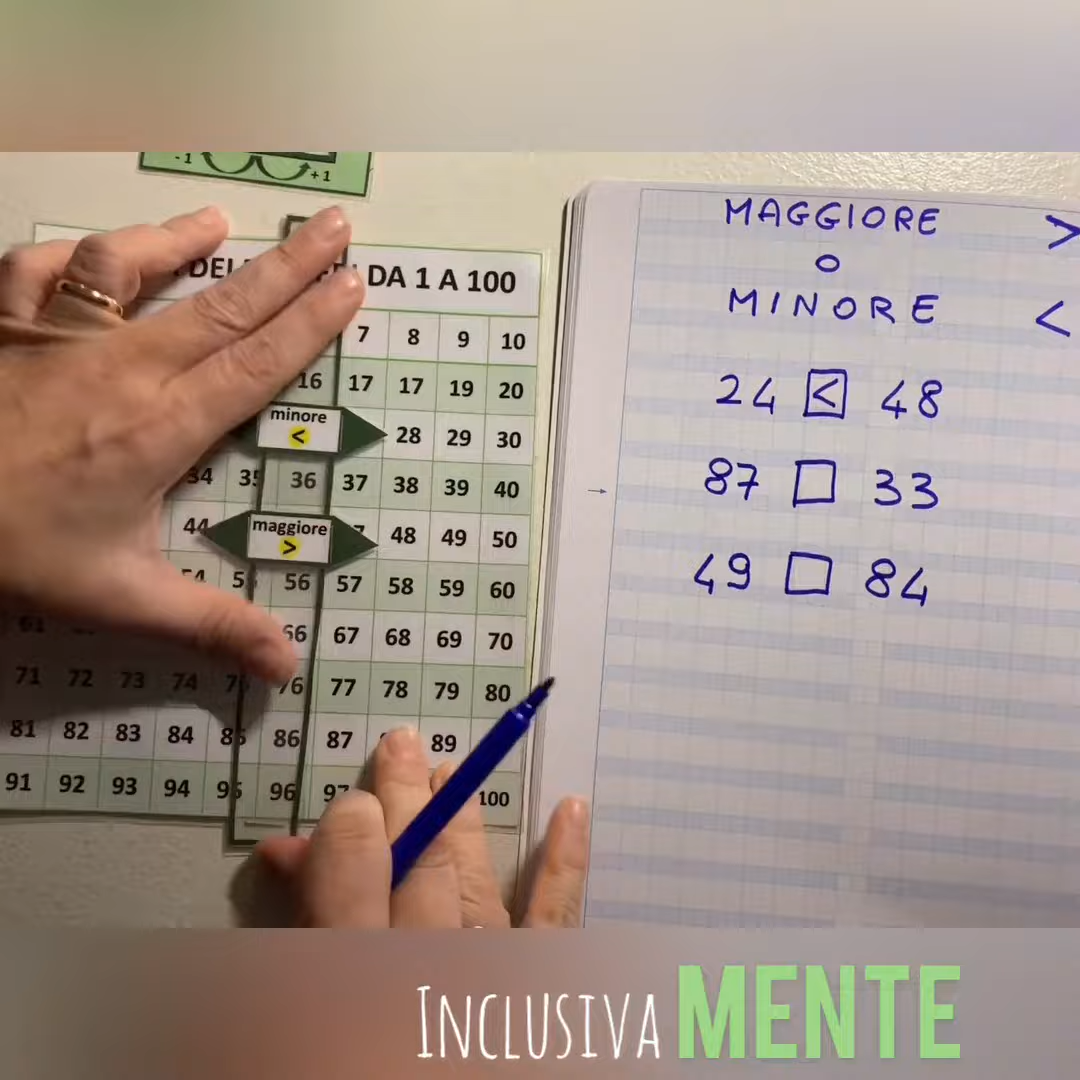 -1 +1
DA 1 A 100
7 8 9 10
16 17 17 19 20
minore
<
28 29 30
34 36 37 38 39 40
44 48 49 50
maggiore
>
56 57 58 59 60
66 67 68 69 70
71 72 73 74 76 77 78 79 80
81 82 83 84 86 87 89
91 92 93 94 96 100
MAGGIORE >
O
MINORE <
24 < 48
87 □ 33
49 □ 84
INCLUSIVA MENTE